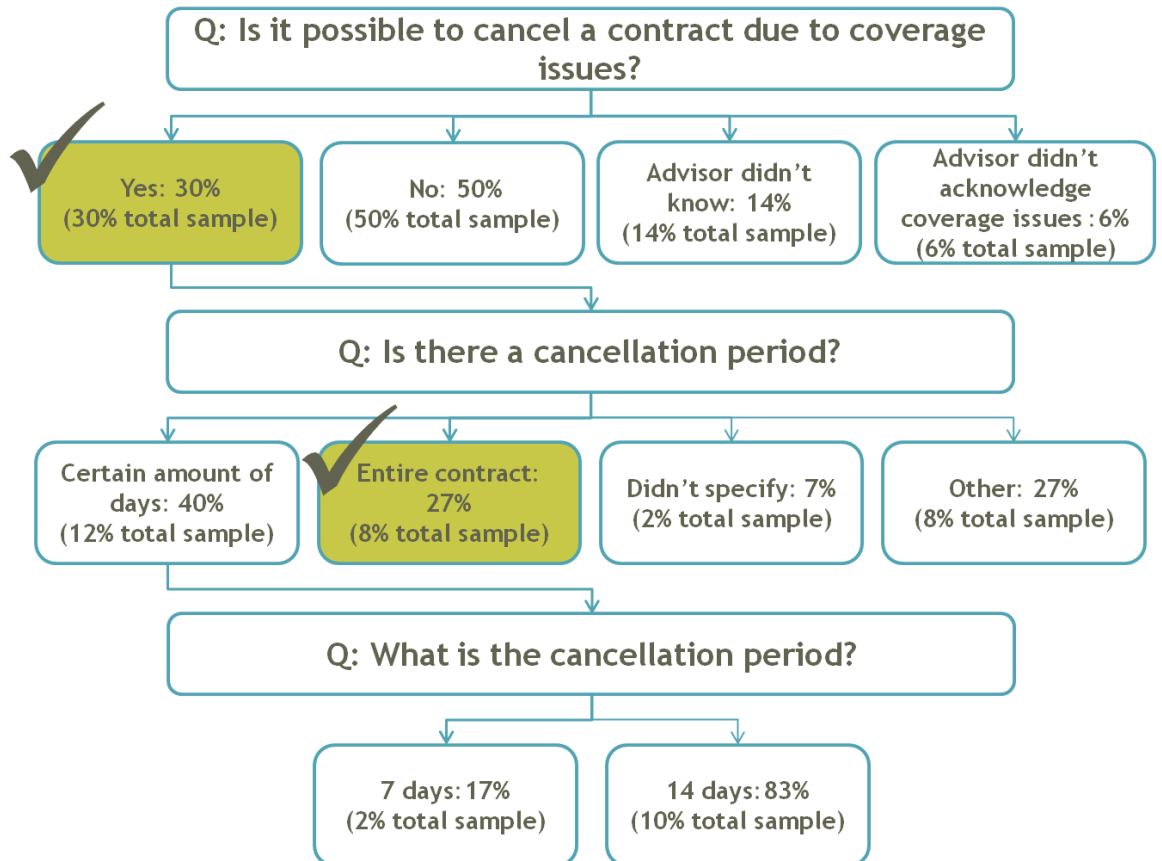 Q: Is it possible to cancel a contract due to coverage
issues?
Yes: 30%
(30% total sample)
No: 50%
(50% total sample)
Advisor didn't
know: 14%
(14% total sample)
Advisor didn't
acknowledge
coverage issues : 6%
(6% total sample)
Q: Is there a cancellation period?
Certain amount of
days: 40%
(12% total sample)
Entire contract:
27%
(8% total sample)
Didn't specify: 7%
(2% total sample)
Other: 27%
(8% total sample)
Q: What is the cancellation period?
7 days: 17%
(2% total sample)
14 days: 83%
(10% total sample)